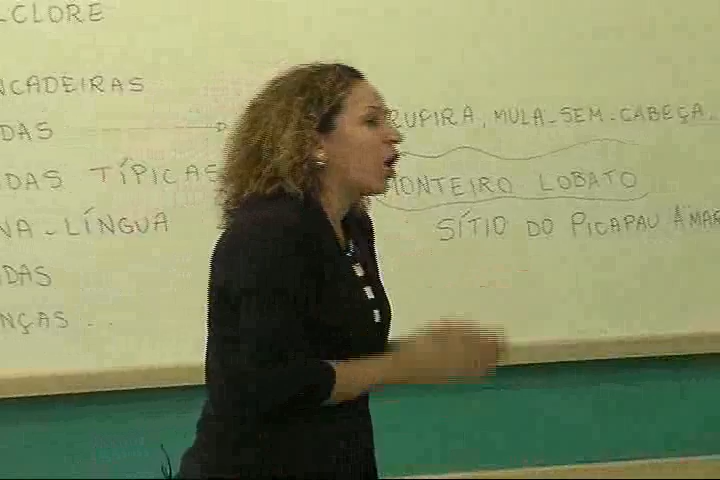 LCLORE
NCADEIRAS
DAS RUPIRA, MULA-SEM-CABEÇA
DAS TÍPICAS MONTEIRO LOBATO
NA-LÍNGUA SÍTIO DO PICAPAU AMAR
DAS
NÇAS